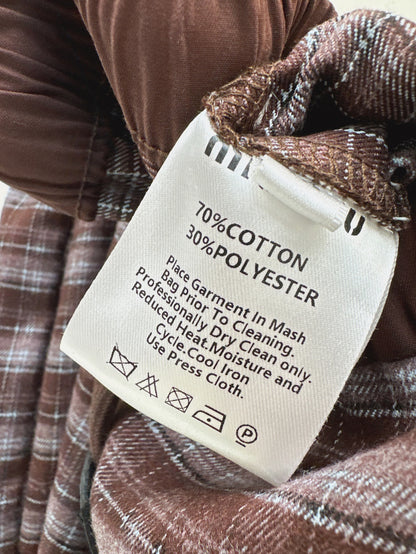 70%COTTON
30%POLYESTER
Place Garment In Mash
Bag Prior To Cleaning.
Professionally Dry Clean only.
Reduced Heat.Moisture and
Cycle.Cool Iron
Use Press Cloth.
P